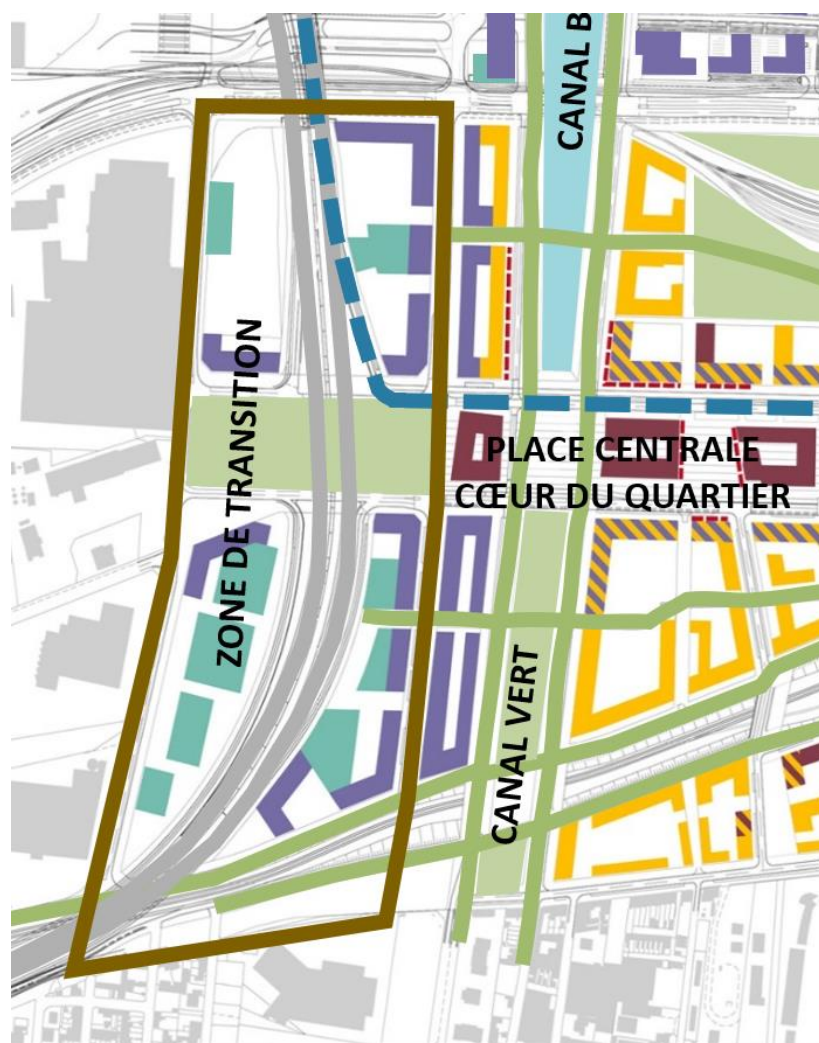 CANAL B
ZONE DE TRANSITION
PLACE CENTRALE
CŒUR DU QUARTIER
CANAL VERT